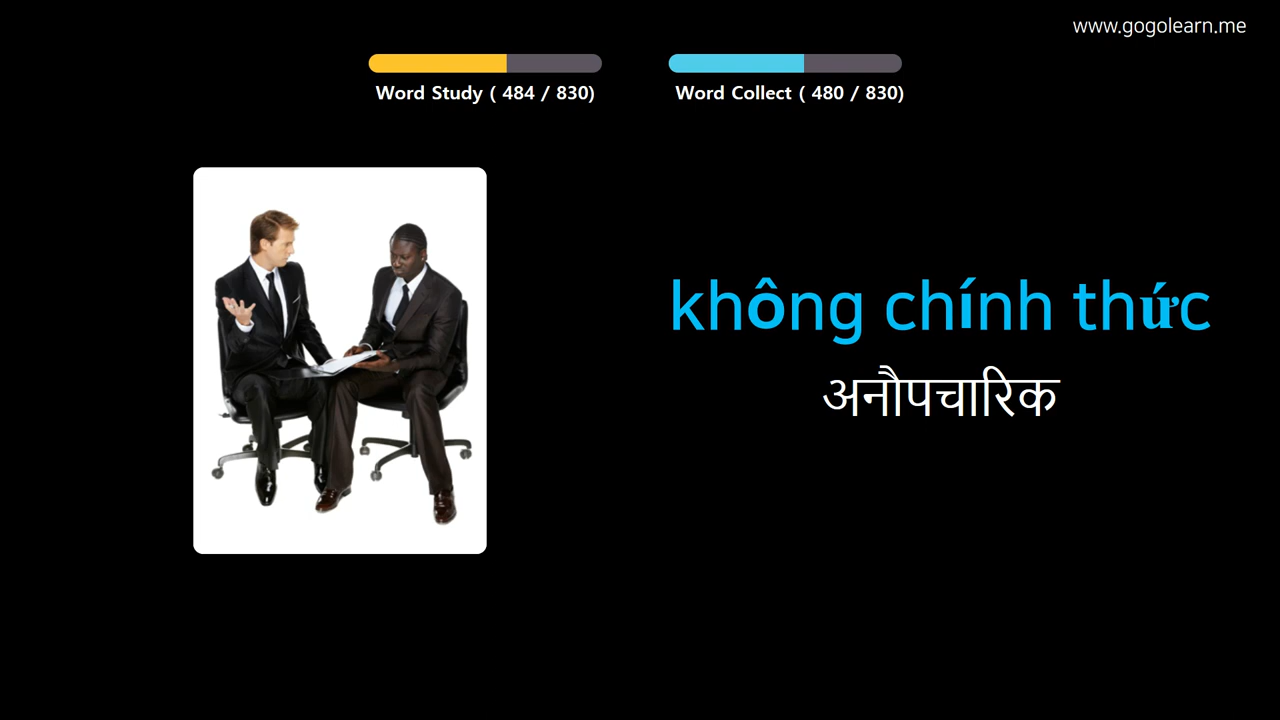 www.gogolearn.me
Word Study ( 484 / 830)
Word Collect ( 480 / 830)
không chính thức
अनौपचारिक